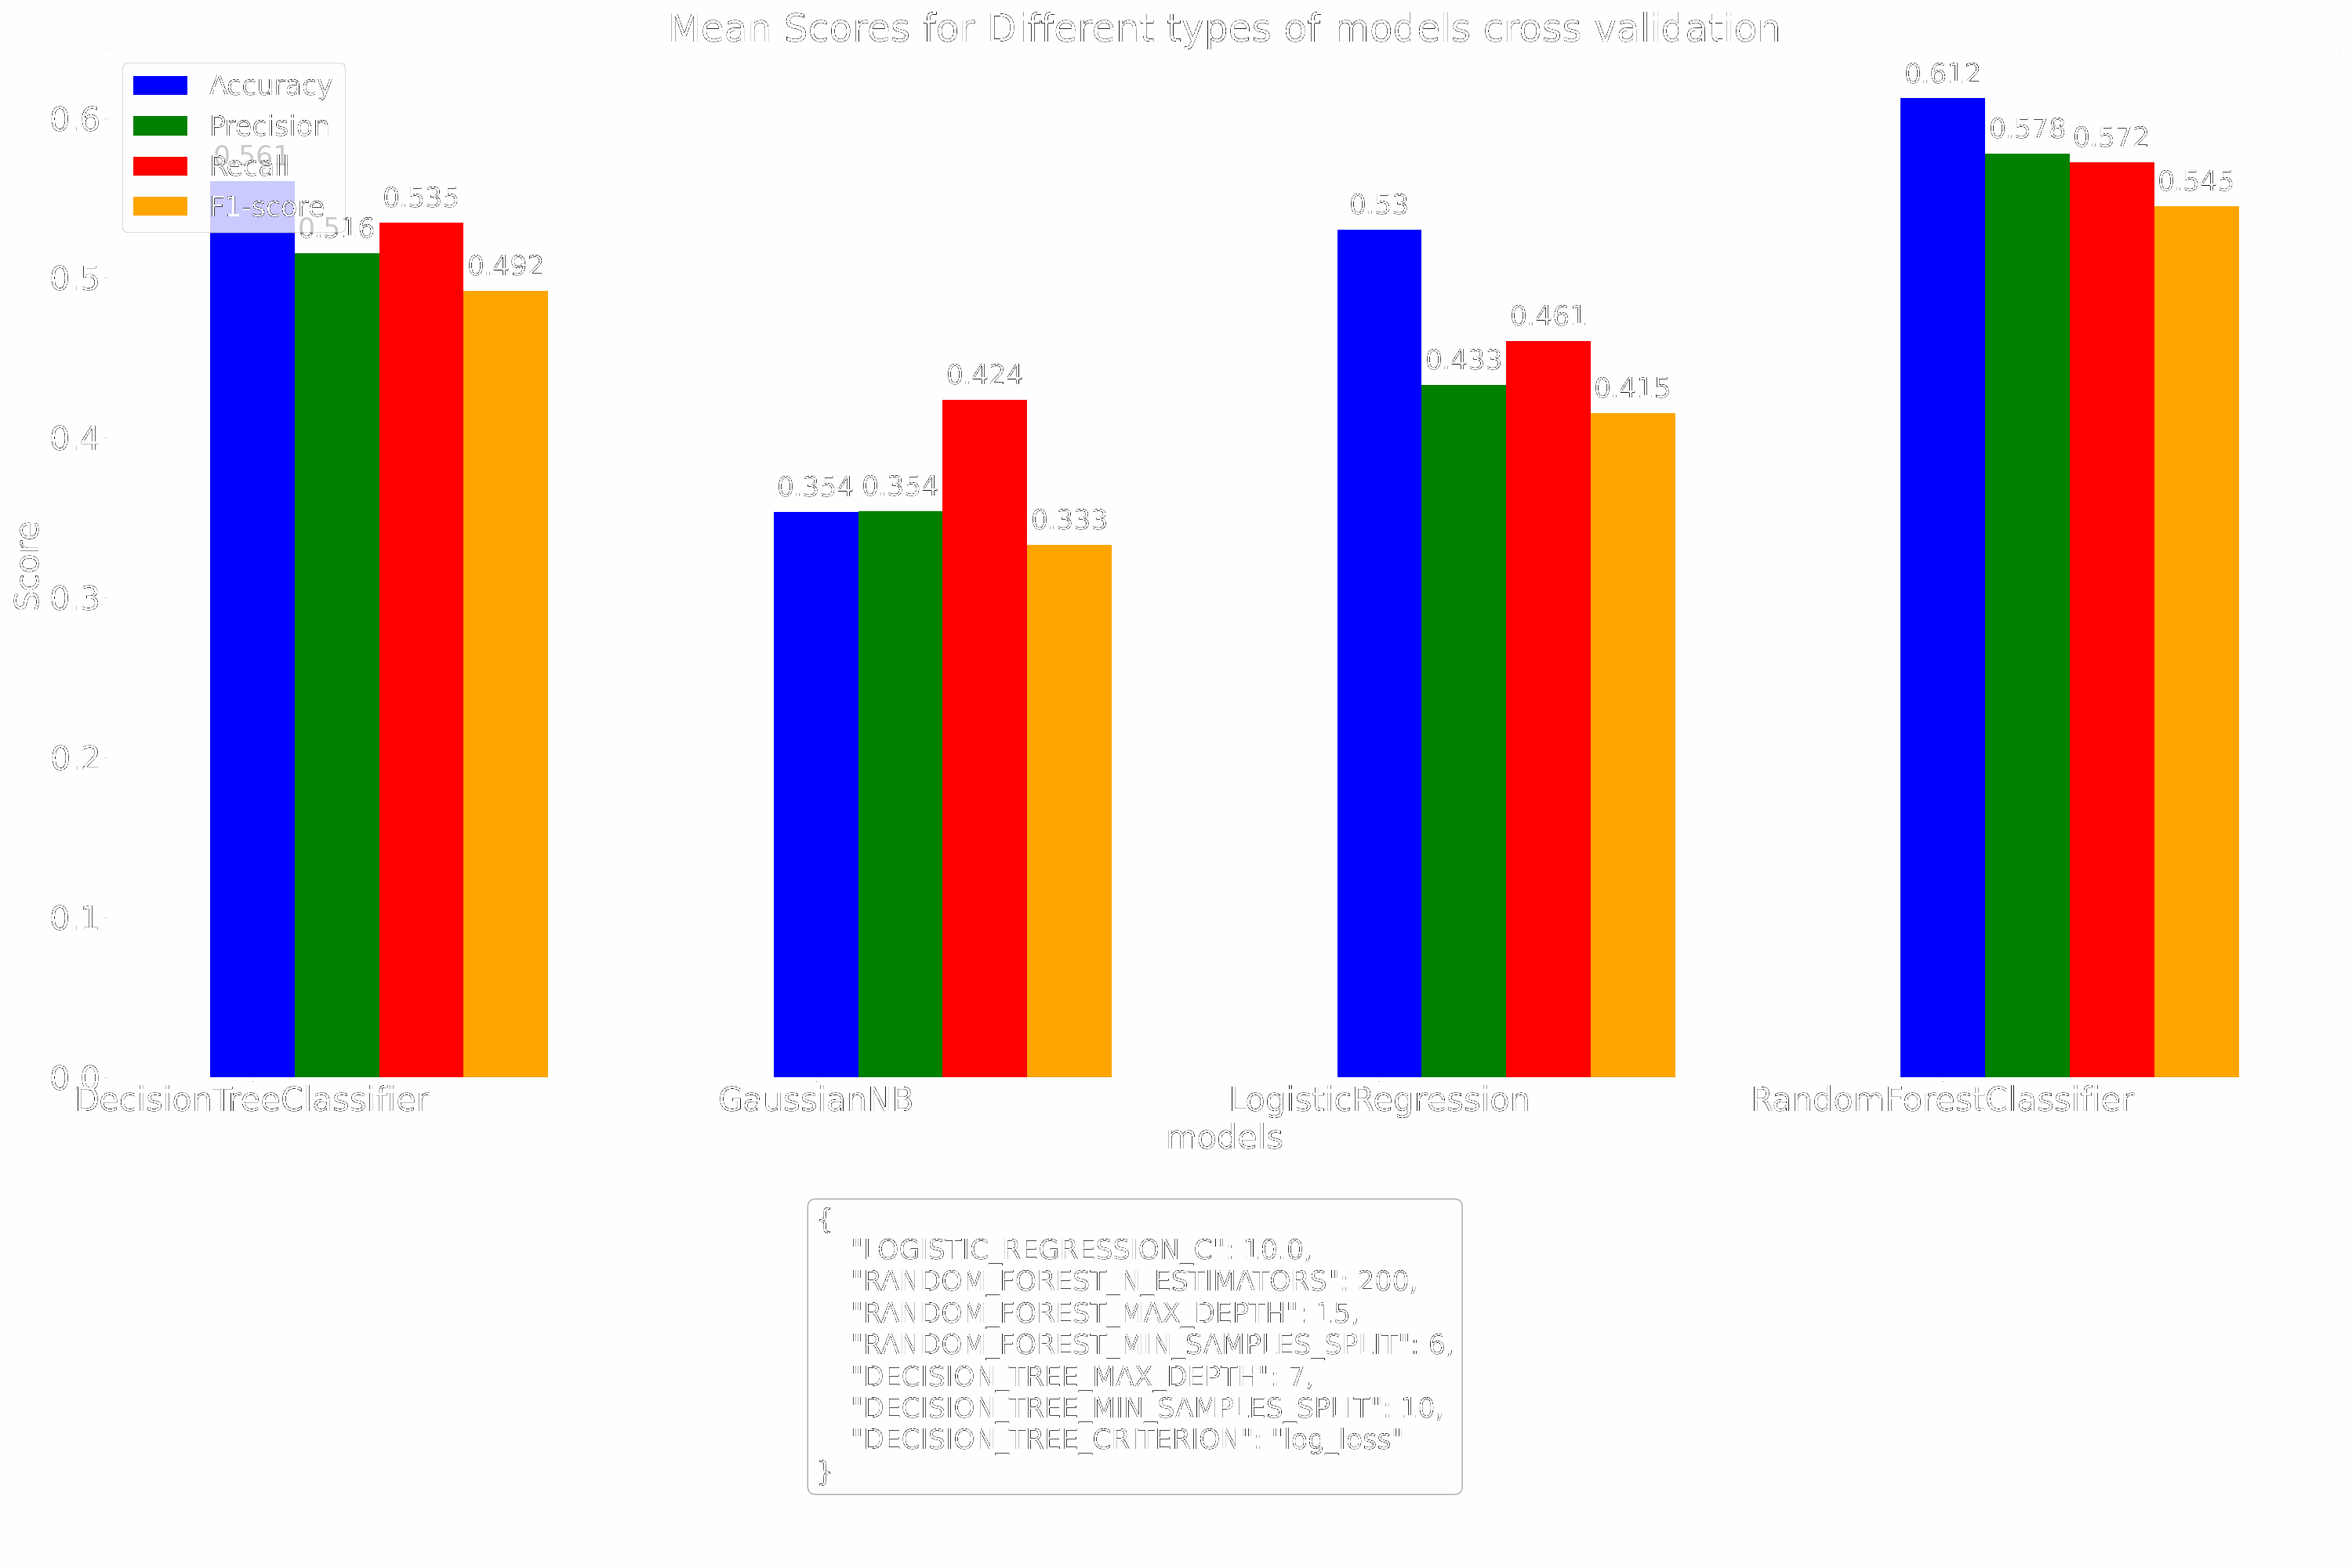 Mean Scores for Different types of models cross validation
Accuracy
Precision
Recall
F1-score
0.561
0.516
0.535
0.492
0.354
0.354
0.424
0.333
0.53
0.433
0.461
0.415
0.612
0.578
0.572
0.545
Score
0.6
0.5
0.4
0.3
0.2
0.1
0.0
DecisionTreeClassifier
GaussianNB
LogisticRegression
RandomForestClassifier
models
{
"LOGISTIC_REGRESSION_C": 10.0,
"RANDOM_FOREST_N_ESTIMATORS": 200,
"RANDOM_FOREST_MAX_DEPTH": 15,
"RANDOM_FOREST_MIN_SAMPLES_SPLIT": 6,
"DECISION_TREE_MAX_DEPTH": 7,
"DECISION_TREE_MIN_SAMPLES_SPLIT": 10,
"DECISION_TREE_CRITERION": "log_loss"
}